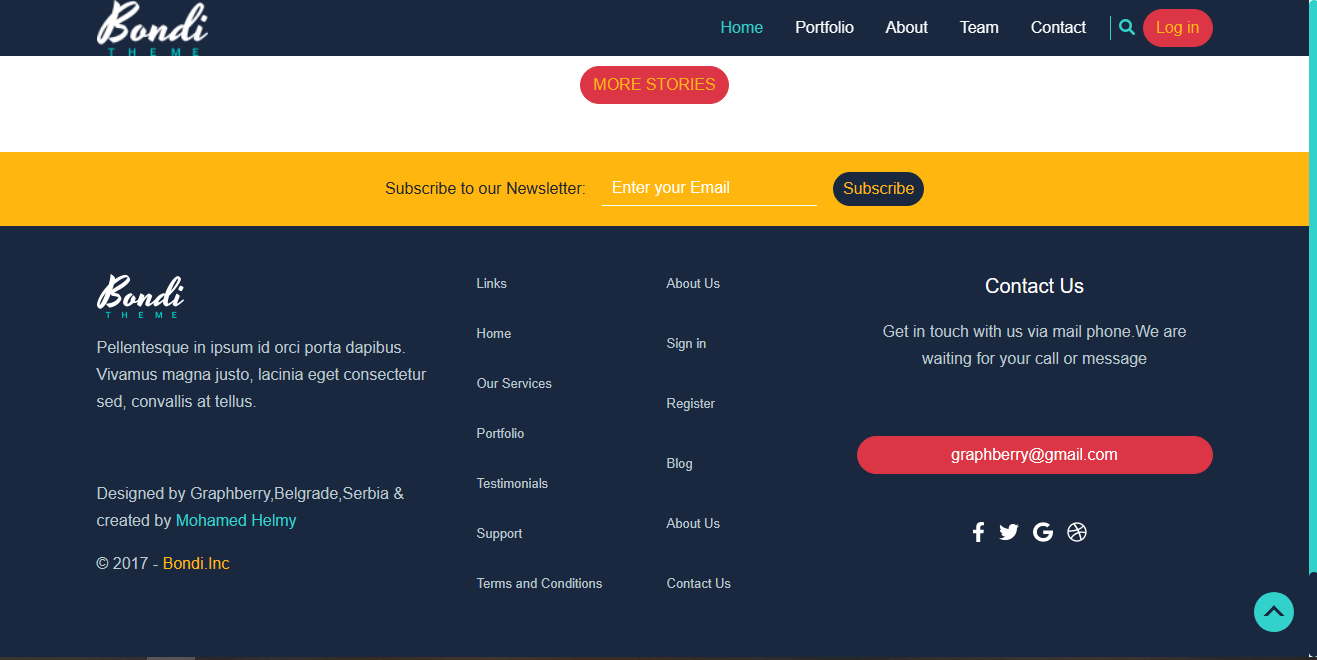 Bondi
THEME
Home Portfolio About Team Contact Log in
MORE STORIES
Subscribe to our Newsletter: Enter your Email Subscribe
Bondi
THEME
Pellentesque in ipsum id orci porta dapibus.
Vivamus magna justo, lacinia eget consectetur
sed, convallis at tellus.
Designed by Graphberry,Belgrade,Serbia &
created by Mohamed Helmy
© 2017 - Bondi.Inc
Links
Home
Our Services
Portfolio
Testimonials
Support
Terms and Conditions
About Us
Sign in
Register
Blog
About Us
Contact Us
Contact Us
Get in touch with us via mail phone.We are
waiting for your call or message
graphberry@gmail.com